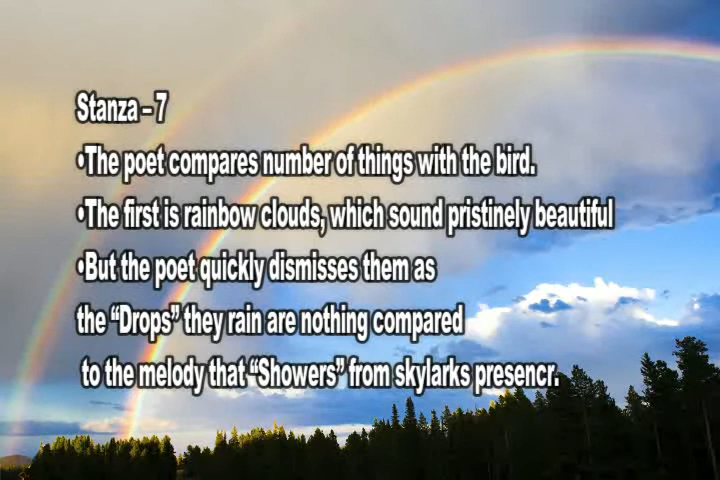 Stanza – 7
•The poet compares number of things with the bird.
•The first is rainbow clouds, which sound pristinely beautiful
•But the poet quickly dismisses them as
the “Drops” they rain are nothing compared
to the melody that “Showers” from skylarks presencr.